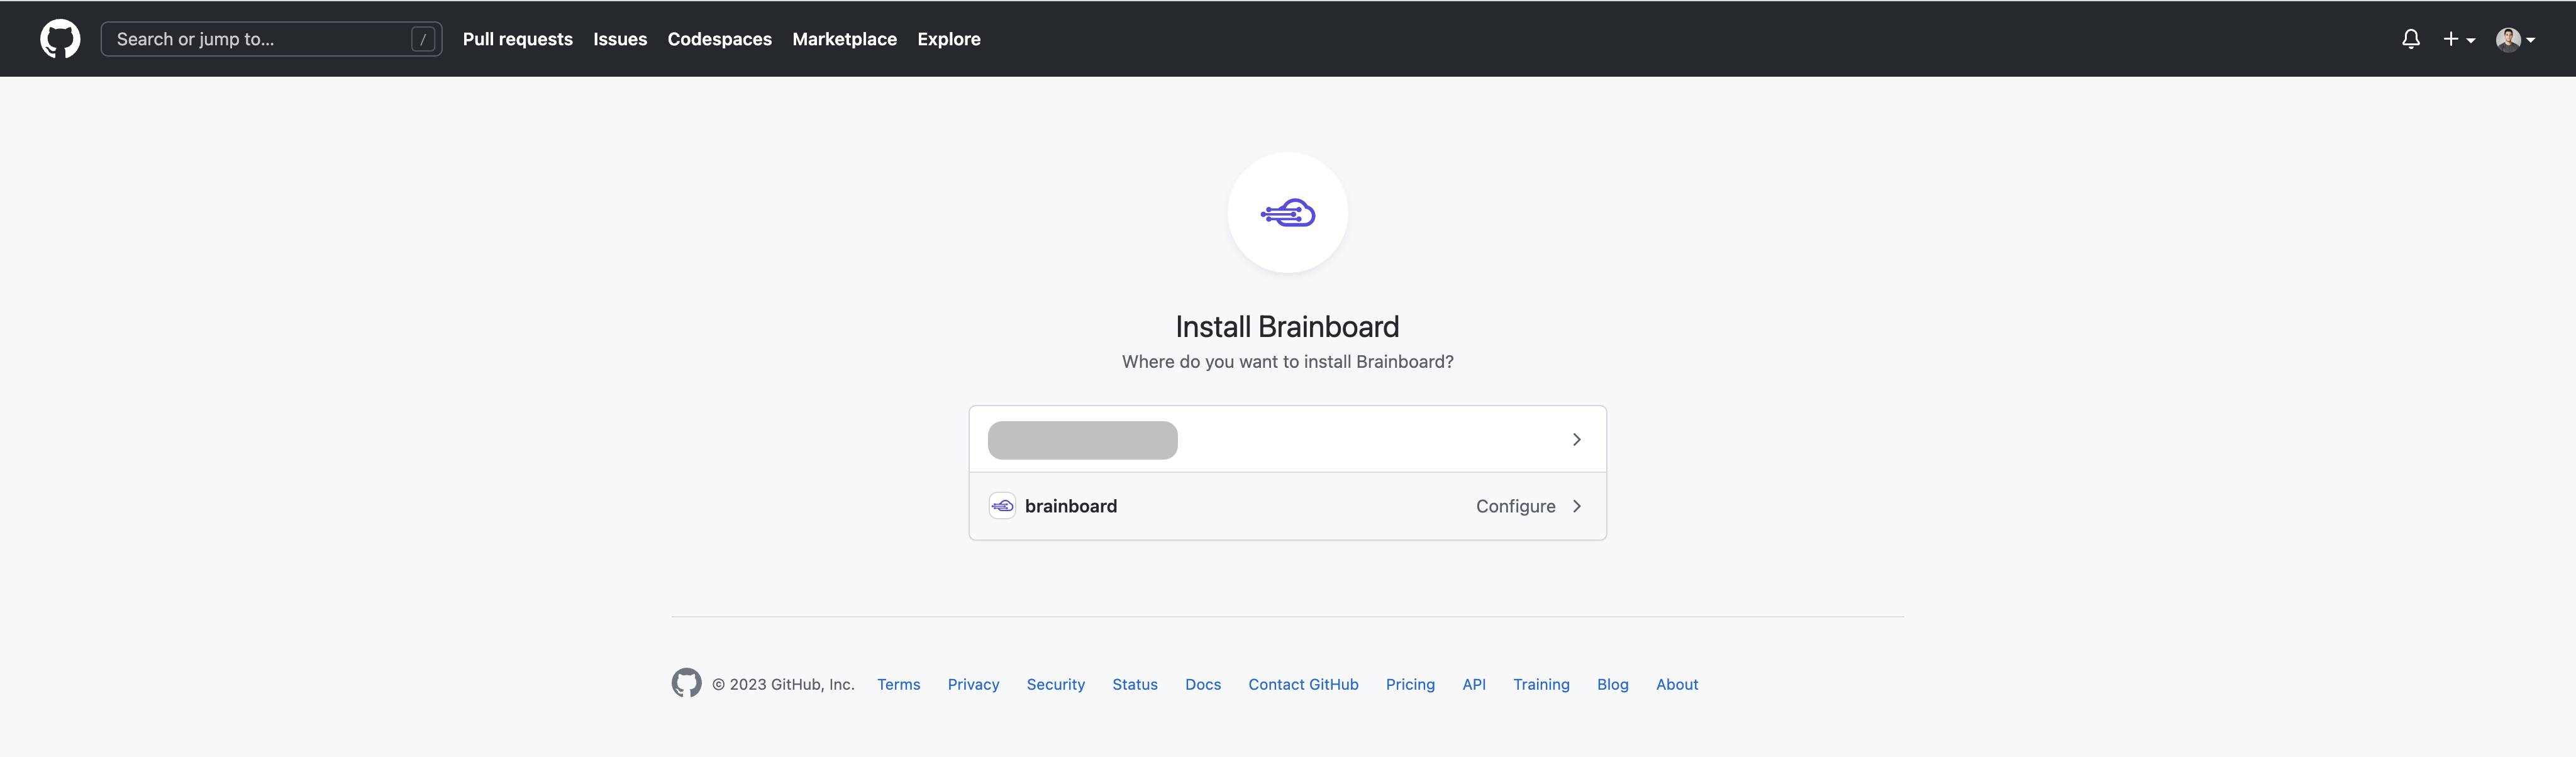 Search or jump to... / Pull requests Issues Codespaces Marketplace Explore
Install Brainboard
Where do you want to install Brainboard?
brainboard Configure
© 2023 GitHub, Inc. Terms Privacy Security Status Docs Contact GitHub Pricing API Training Blog About